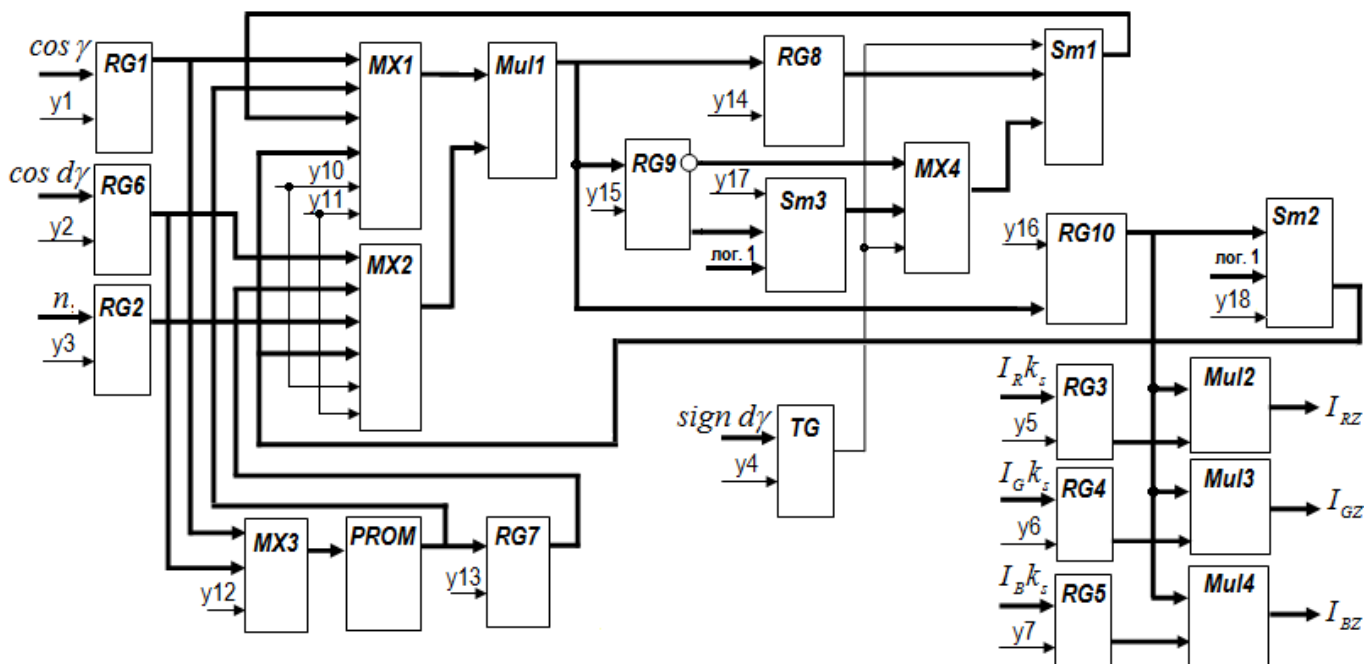 cos γ
RG1
y1
cos dγ
RG6
y2
n_i
RG2
y3
MX1
y10
y11
MX2
Mul1
RG8
y14
Sm1
RG9
y15
y17
Sm3
лог. 1
MX4
y16
RG10
Sm2
лог. 1
y18
sign dγ
TG
y4
I_R k_s
RG3
y5
Mul2
I_RZ
I_G k_s
RG4
y6
Mul3
I_GZ
I_B k_s
RG5
y7
Mul4
I_BZ
MX3
y12
PROM
RG7
y13